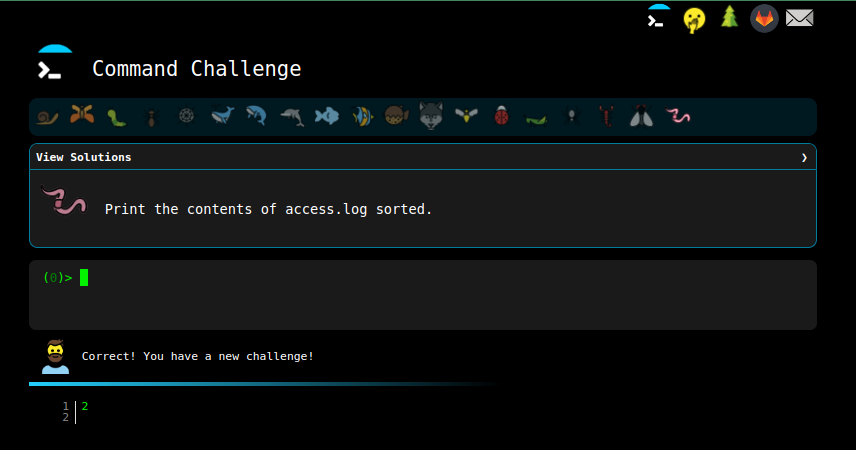 Command Challenge
View Solutions ❯
Print the contents of access.log sorted.
(0)>
Correct! You have a new challenge!
1 2
2